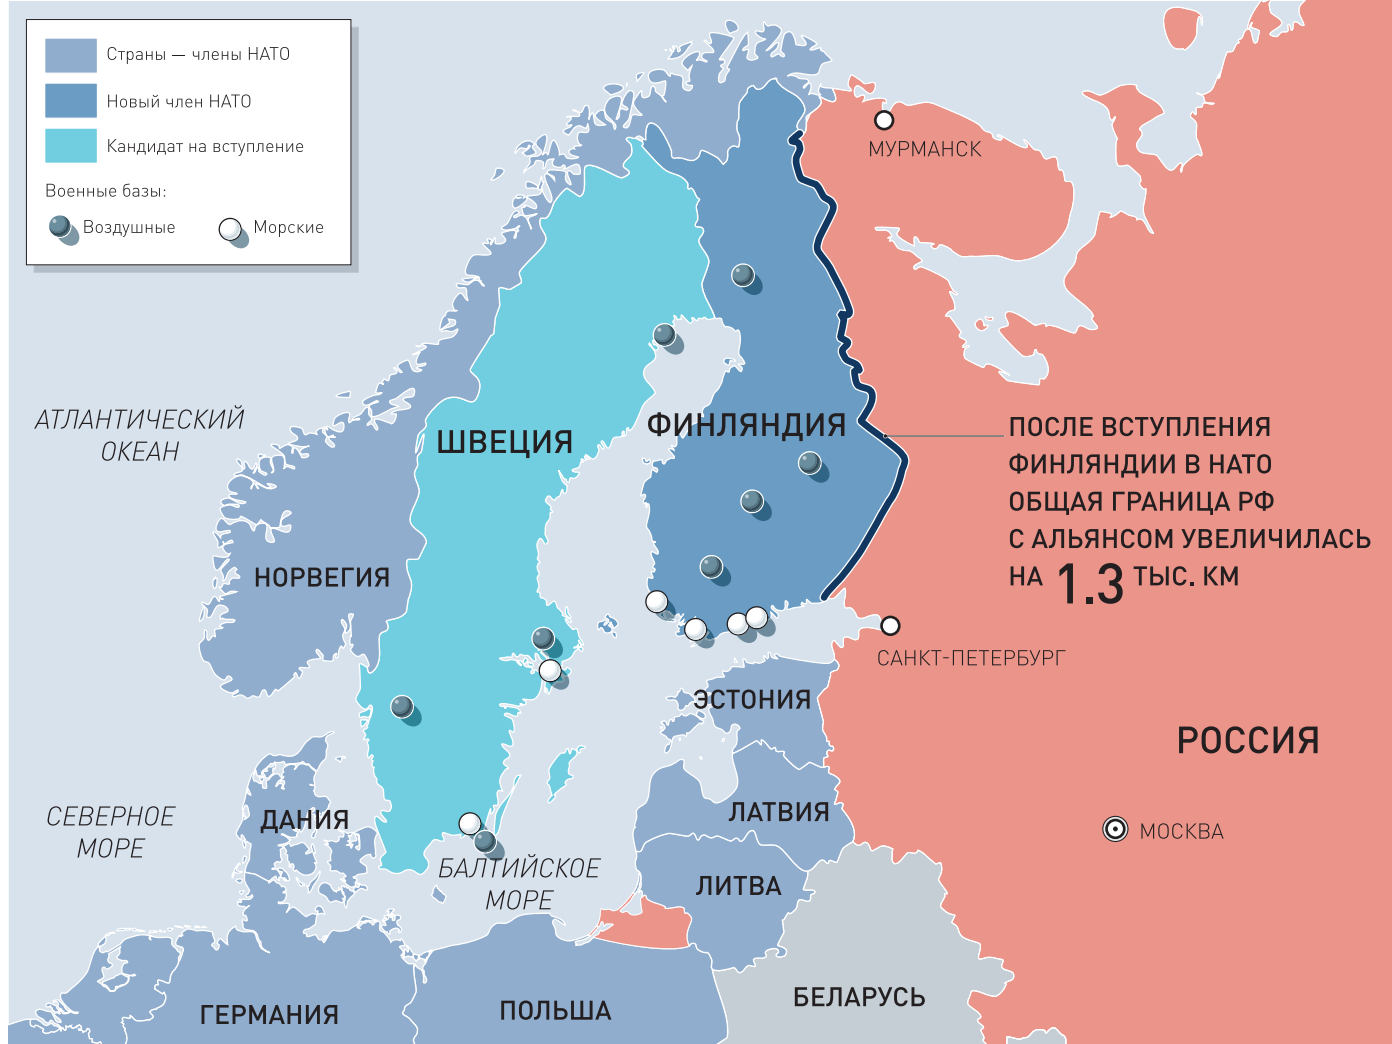 Страны — члены НАТО
Новый член НАТО
Кандидат на вступление
Военные базы:
Воздушные
Морские
МУРМАНСК
АТЛАНТИЧЕСКИЙ
ОКЕАН
ШВЕЦИЯ
ФИНЛЯНДИЯ
ПОСЛЕ ВСТУПЛЕНИЯ
ФИНЛЯНДИИ В НАТО
ОБЩАЯ ГРАНИЦА РФ
С АЛЬЯНСОМ УВЕЛИЧИЛАСЬ
НА 1.3 ТЫС. КМ
НОРВЕГИЯ
САНКТ-ПЕТЕРБУРГ
ЭСТОНИЯ
РОССИЯ
СЕВЕРНОЕ
МОРЕ
ДАНИЯ
ЛАТВИЯ
МОСКВА
БАЛТИЙСКОЕ
МОРЕ
ЛИТВА
ГЕРМАНИЯ
ПОЛЬША
БЕЛАРУСЬ